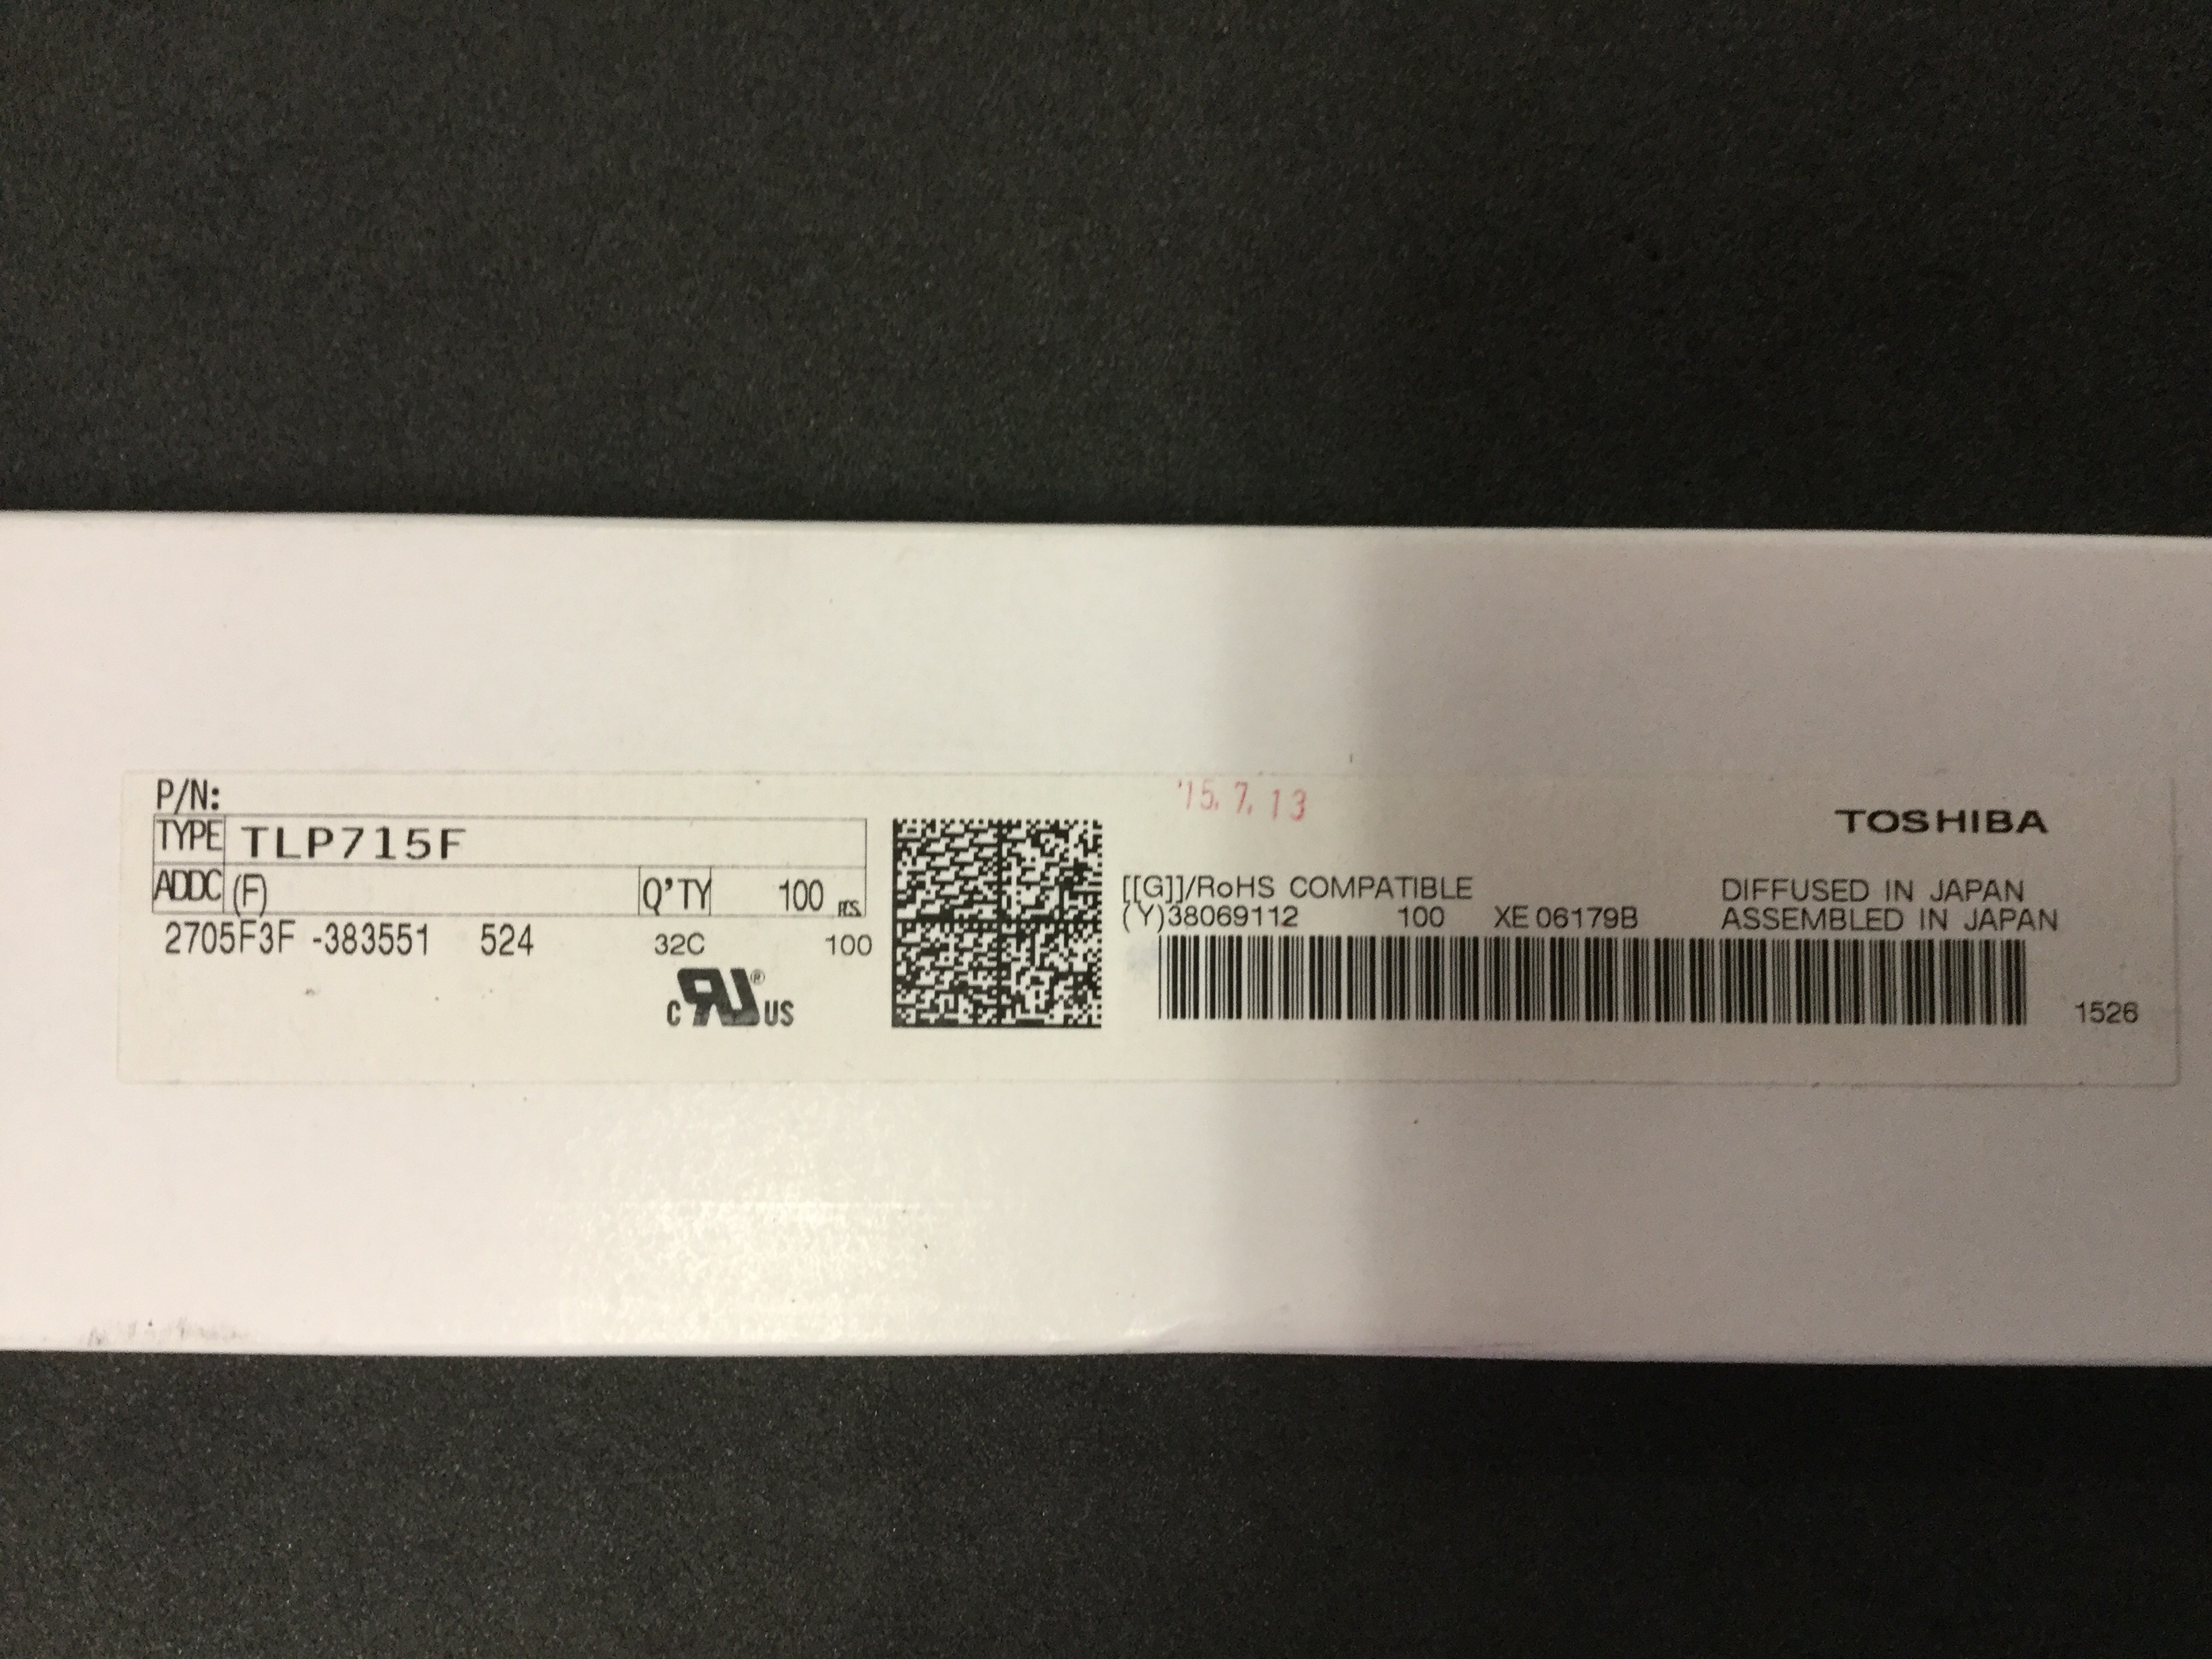 P/N:
TYPE TLP715F
ADDC (F) Q'TY 100 PCS.
2705F3F -383551 524 32C 100
c RU ® US
'15. 7. 13
TOSHIBA
[[G]]/RoHS COMPATIBLE DIFFUSED IN JAPAN
(Y)38069112 100 XE 06179B ASSEMBLED IN JAPAN
1526